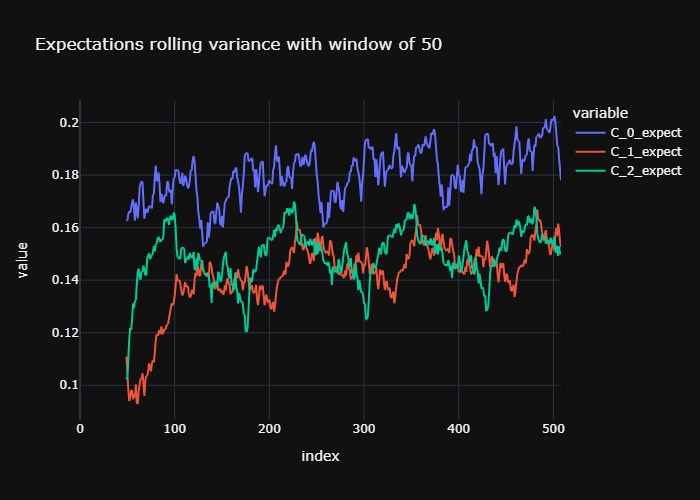 Expectations rolling variance with window of 50
variable
C_0_expect
C_1_expect
C_2_expect
value
0.2
0.18
0.16
0.14
0.12
0.1
0 100 200 300 400 500
index